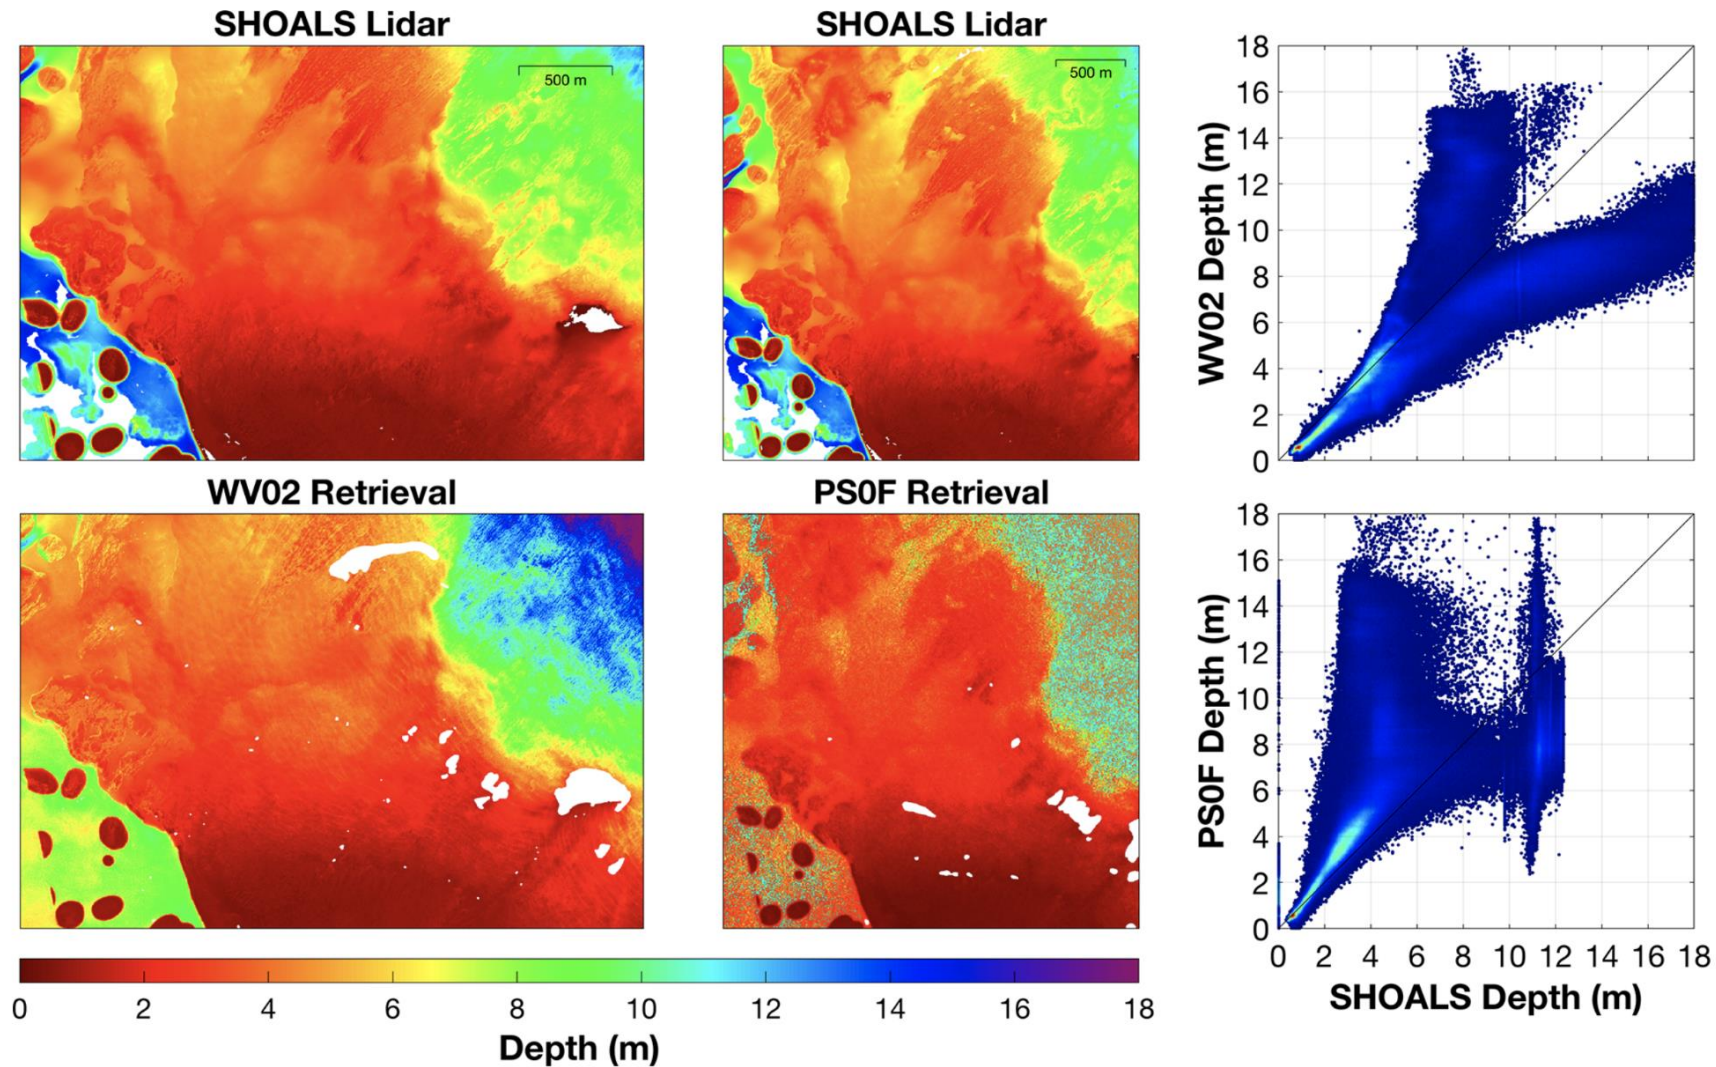 SHOALS Lidar
500 m
SHOALS Lidar
500 m
18
16
14
12
10
8
6
4
2
0
WV02 Depth (m)
WV02 Retrieval
PS0F Retrieval
18
16
14
12
10
8
6
4
2
0
PS0F Depth (m)
0 2 4 6 8 10 12 14 16 18
SHOALS Depth (m)
0 2 4 6 8 10 12 14 16 18
Depth (m)